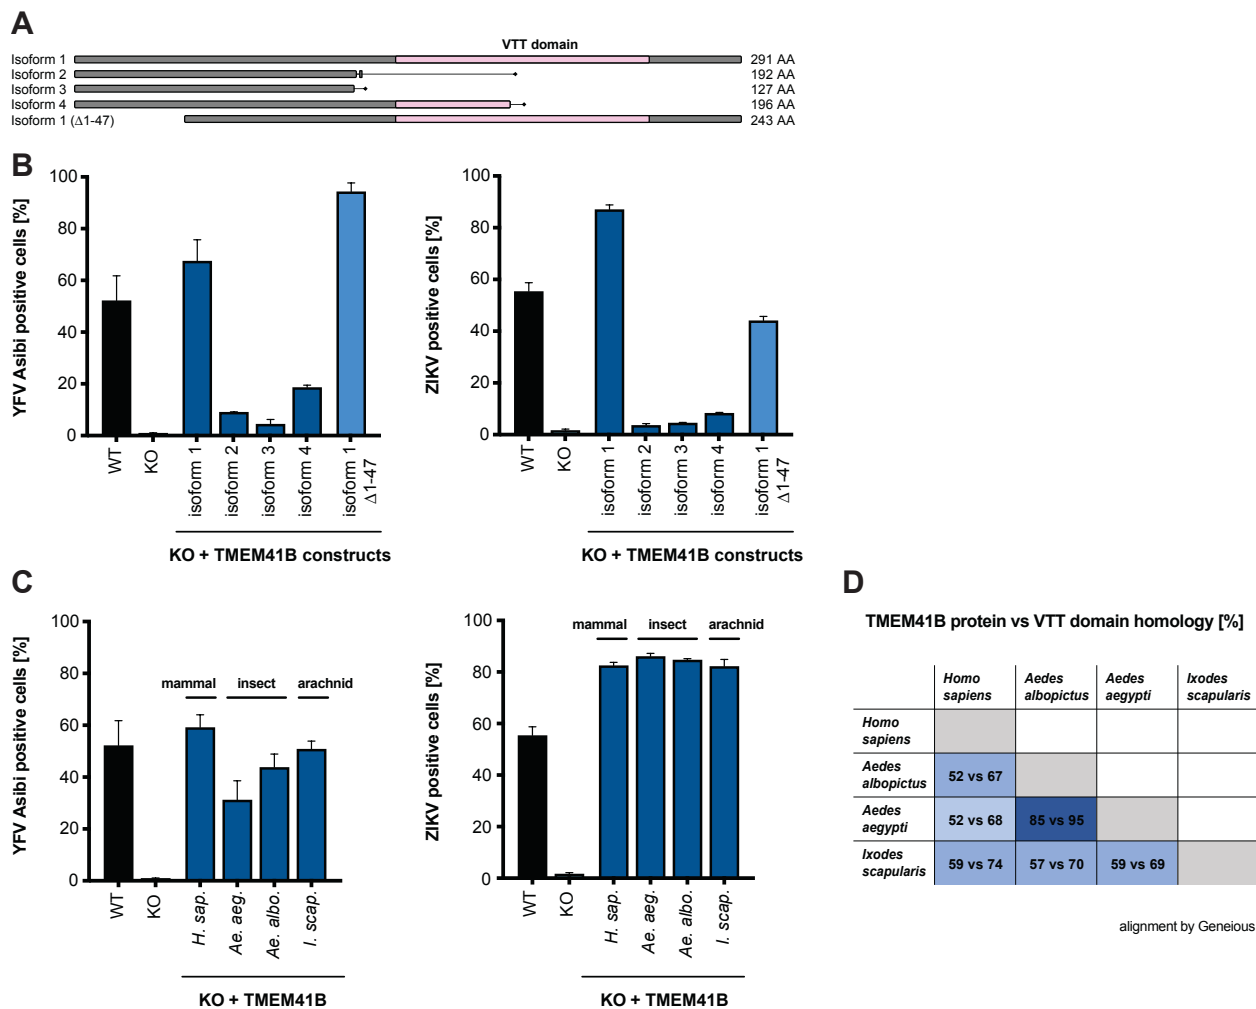 A
VTT domain
Isoform 1 291 AA
Isoform 2 192 AA
Isoform 3 127 AA
Isoform 4 196 AA
Isoform 1 (Δ1-47) 243 AA
B
YFV Asibi positive cells [%]
100
80
60
40
20
0
WT
KO
isoform 1
isoform 2
isoform 3
isoform 4
isoform 1
Δ1-47
KO + TMEM41B constructs
ZIKV positive cells [%]
100
80
60
40
20
0
WT
KO
isoform 1
isoform 2
isoform 3
isoform 4
isoform 1
Δ1-47
KO + TMEM41B constructs
C
YFV Asibi positive cells [%]
100
80
60
40
20
0
mammal insect arachnid
WT
KO
H. sap.
Ae. aeg.
Ae. albo.
I. scap.
KO + TMEM41B
ZIKV positive cells [%]
100
80
60
40
20
0
mammal insect arachnid
WT
KO
H. sap.
Ae. aeg.
Ae. albo.
I. scap.
KO + TMEM41B
D
TMEM41B protein vs VTT domain homology [%]
Homo sapiens
Aedes albopictus
Aedes aegypti
Ixodes scapularis
Homo
sapiens
Aedes
albopictus
52 vs 67
Aedes
aegypti
52 vs 68 85 vs 95
Ixodes
scapularis
59 vs 74 57 vs 70 59 vs 69
alignment by Geneious